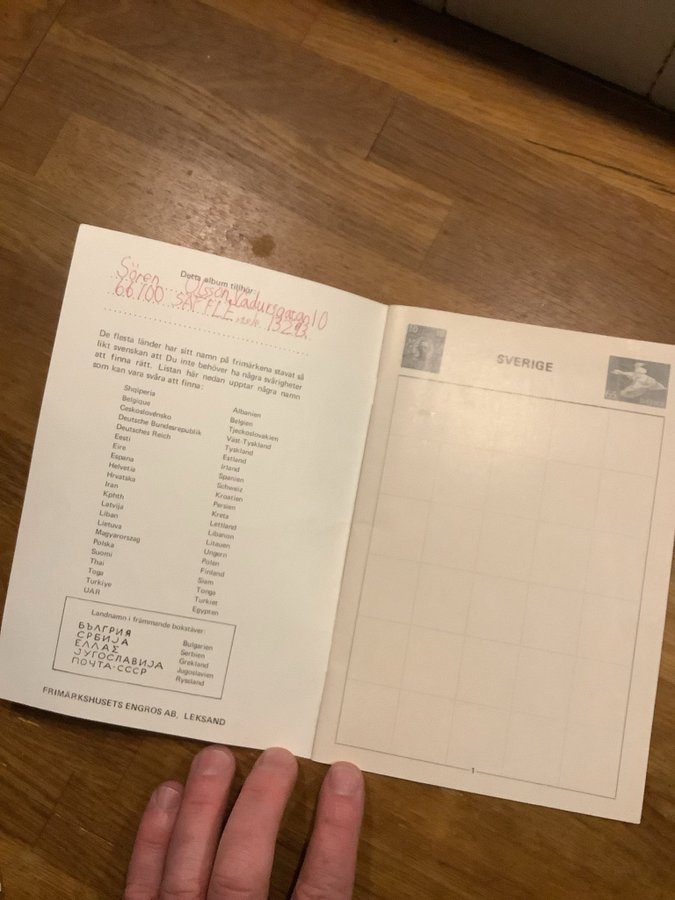 Detta album tillhör:
Sören Olsson
66100 SÄFFLE 13293
De flesta länder har sitt namn på frimärkena stavat så
likt svenskan att Du inte behöver ha några svårigheter
att finna rätt. Listan här nedan upptar några namn
som kan vara svåra att finna:
Shqiperia Albanien
Belgique Belgien
Ceskoslovénsko Tjeckoslovakien
Deutsche Bundesrepublik Väst-Tyskland
Deutsches Reich Tyskland
Eesti Estland
Eire Irland
Espana Spanien
Helvetia Schweiz
Hrvatska Kroatien
Iran Persien
Kphth Kreta
Latvija Lettland
Liban Libanon
Lietuva Litauen
Magyarorszag Ungern
Polska Polen
Suomi Finland
Thai Siam
Toga Tonga
Turkiye Turkiet
UAR Egypten
Landnamn i främmande bokstäver:
БЪЛГРИЯ Bulgarien
СРБИЈА Serbien
ΕΛΛΑΣ Grekland
ЈУГОСЛАВИЈА Jugoslavien
ПОЧТА-СССР Ryssland
FRIMÄRKSHUSETS ENGROS AB, LEKSAND
SVERIGE
1